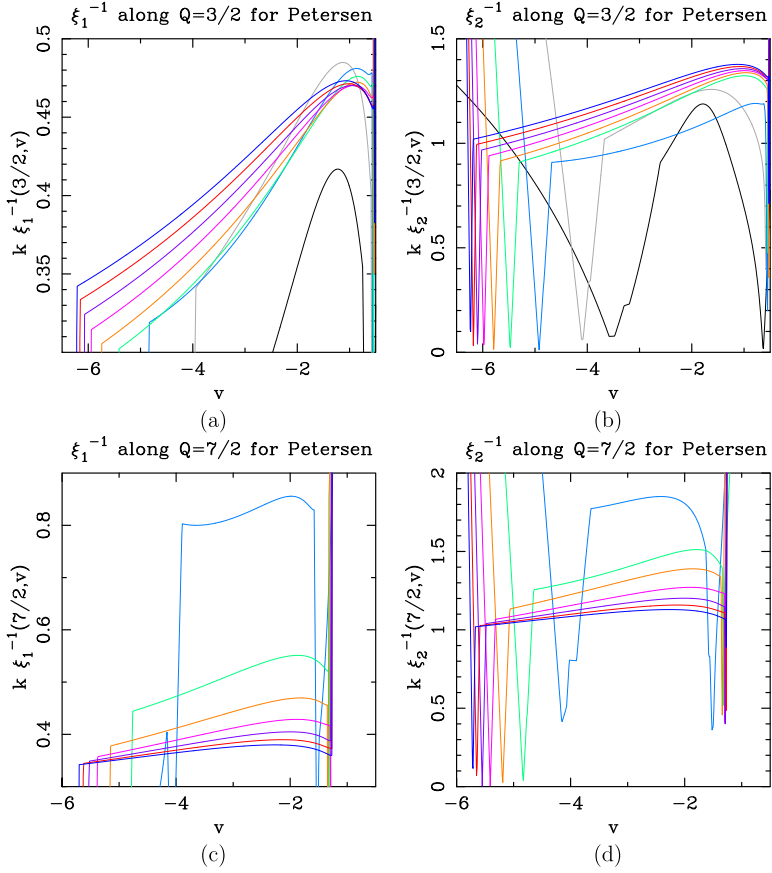 ξ₁⁻¹ along Q=3/2 for Petersen
ξ₂⁻¹ along Q=3/2 for Petersen
k ξ₁⁻¹(3/2,v)
0.5
0.45
0.4
0.35
−6
−4
−2
v
(a)
k ξ₂⁻¹(3/2,v)
1.5
1
0.5
0
−6
−5
−4
−3
−2
−1
v
(b)
ξ₁⁻¹ along Q=7/2 for Petersen
ξ₂⁻¹ along Q=7/2 for Petersen
k ξ₁⁻¹(7/2,v)
0.8
0.6
0.4
−6
−4
−2
v
(c)
k ξ₂⁻¹(7/2,v)
2
1.5
1
0.5
0
−6
−4
−2
v
(d)